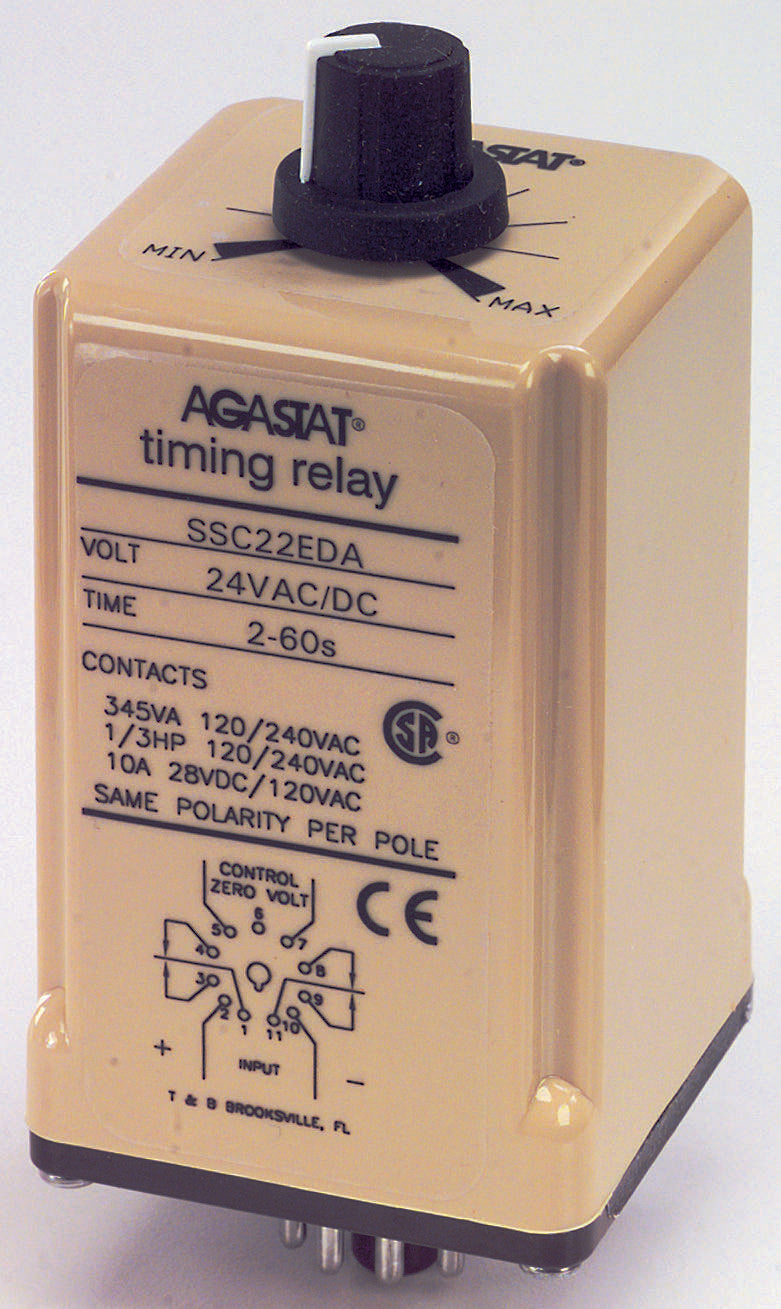 ASTAT®
MIN
MAX
AGASTAT®
timing relay
SSC22EDA
VOLT 24VAC/DC
TIME 2-60s
CONTACTS
345VA 120/240VAC
1/3HP 120/240VAC
10A 28VDC/120VAC
SA ®
SAME POLARITY PER POLE
CONTROL
ZERO VOLT
CE
6
5 7
4 8
3 9
2 10
1 11
+ INPUT -
T & B BROOKSVILLE, FL